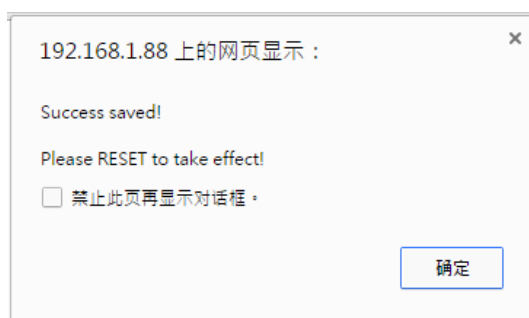 192.168.1.88 上的网页显示：
Success saved!
Please RESET to take effect!
禁止此页再显示对话框。
确定